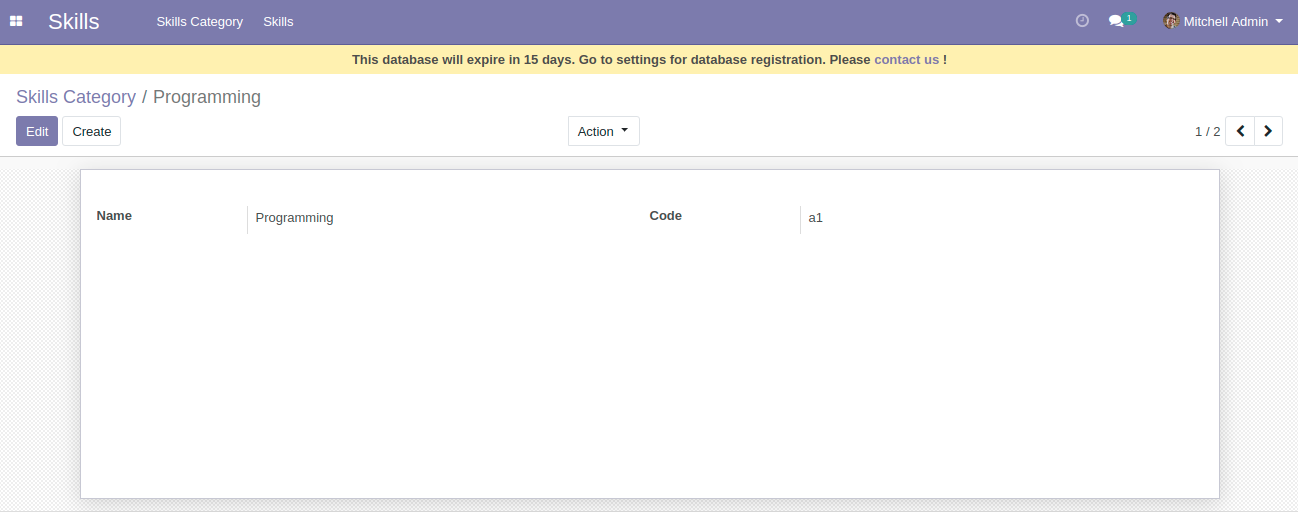 Skills Skills Category Skills 1 Mitchell Admin
This database will expire in 15 days. Go to settings for database registration. Please contact us !
Skills Category / Programming
Edit Create Action 1 / 2
Name Programming Code a1